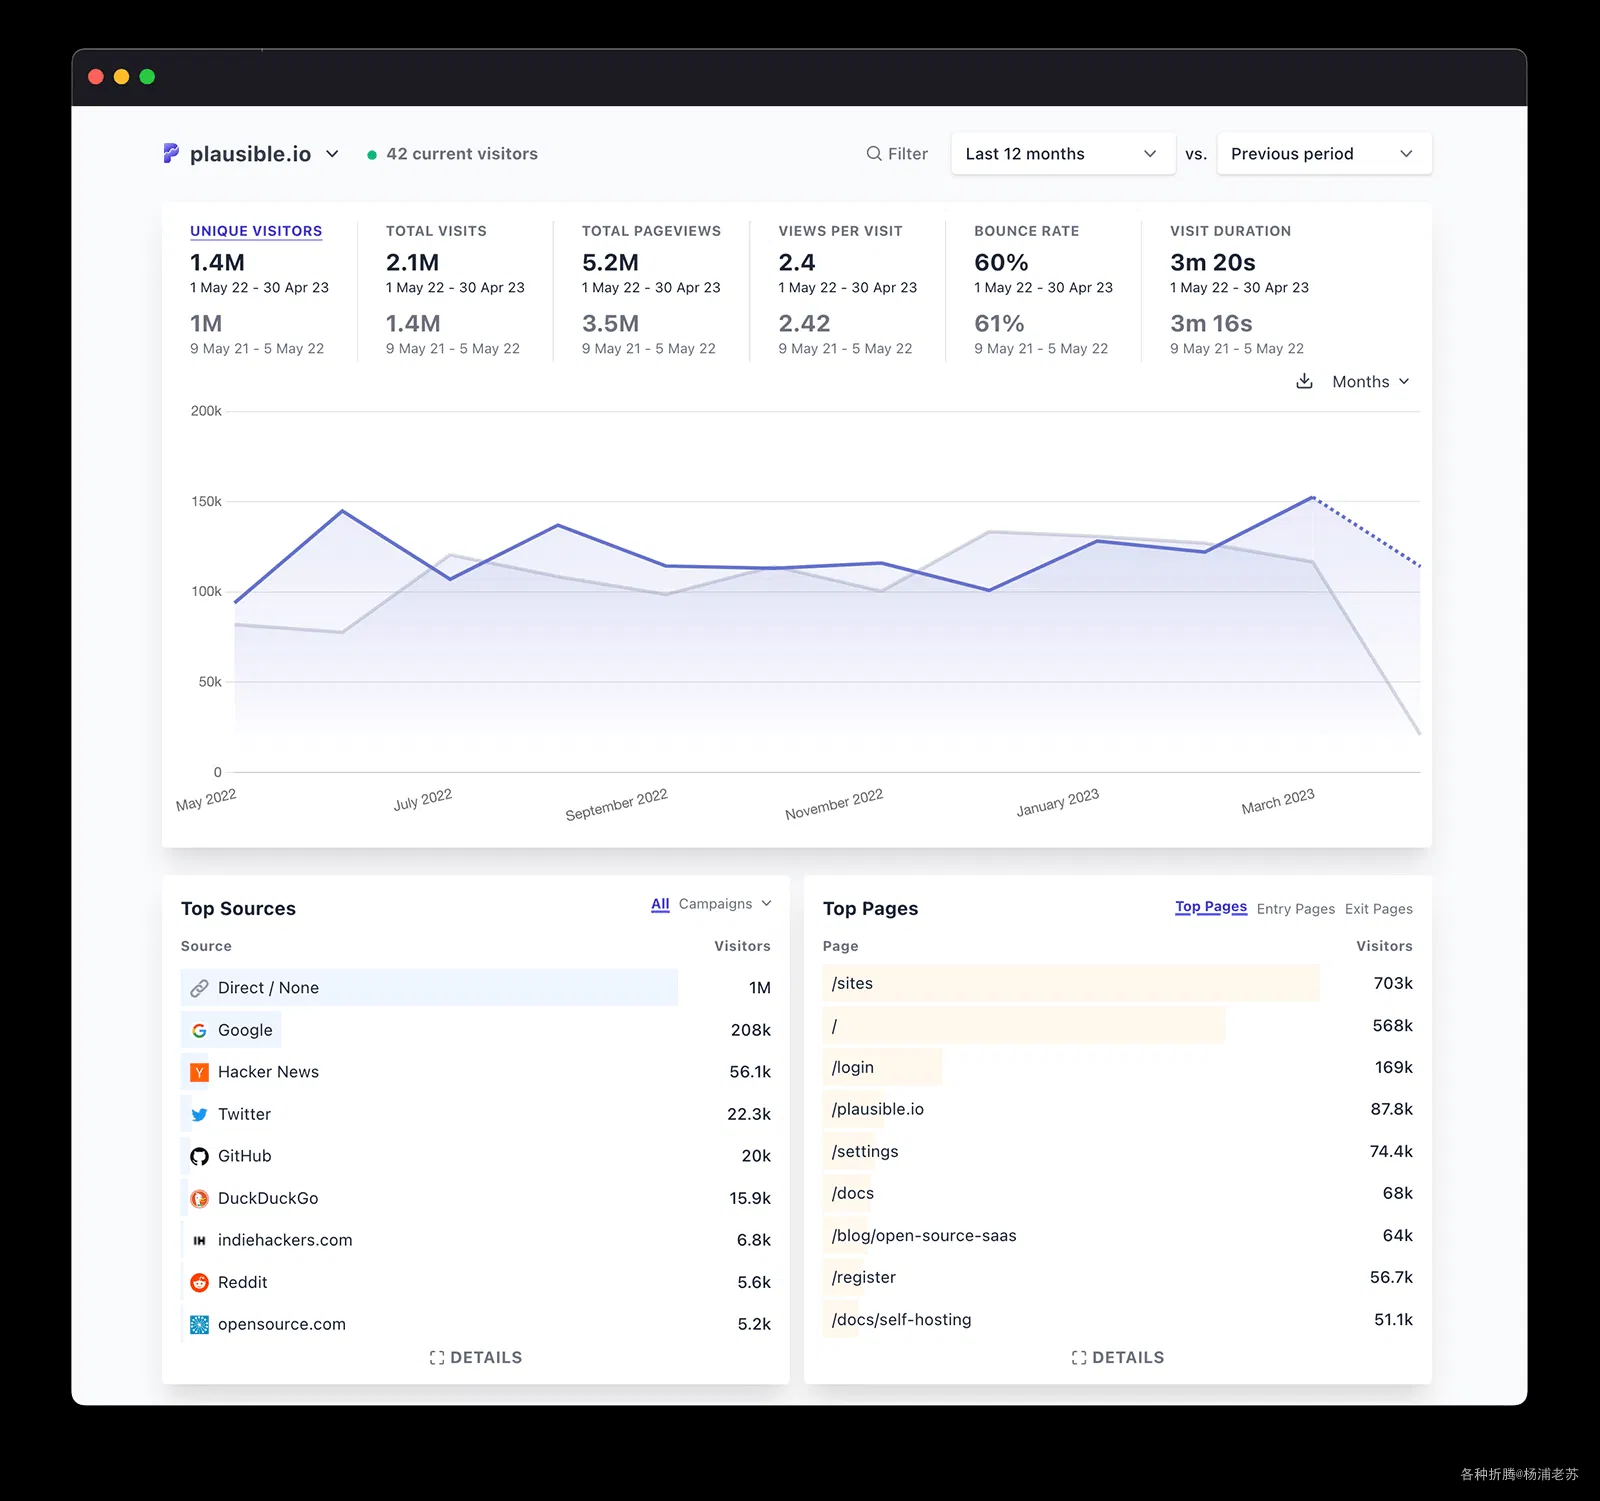 plausible.io
42 current visitors
Filter
Last 12 months
vs.
Previous period
UNIQUE VISITORS
1.4M
1 May 22 - 30 Apr 23
1M
9 May 21 - 5 May 22
TOTAL VISITS
2.1M
1 May 22 - 30 Apr 23
1.4M
9 May 21 - 5 May 22
TOTAL PAGEVIEWS
5.2M
1 May 22 - 30 Apr 23
3.5M
9 May 21 - 5 May 22
VIEWS PER VISIT
2.4
1 May 22 - 30 Apr 23
2.42
9 May 21 - 5 May 22
BOUNCE RATE
60%
1 May 22 - 30 Apr 23
61%
9 May 21 - 5 May 22
VISIT DURATION
3m 20s
1 May 22 - 30 Apr 23
3m 16s
9 May 21 - 5 May 22
Months
200k
150k
100k
50k
0
May 2022
July 2022
September 2022
November 2022
January 2023
March 2023
Top Sources
All Campaigns
Source Visitors
Direct / None 1M
Google 208k
Y Hacker News 56.1k
Twitter 22.3k
GitHub 20k
DuckDuckGo 15.9k
IH indiehackers.com 6.8k
Reddit 5.6k
opensource.com 5.2k
DETAILS
Top Pages
Top Pages Entry Pages Exit Pages
Page Visitors
/sites 703k
/ 568k
/login 169k
/plausible.io 87.8k
/settings 74.4k
/docs 68k
/blog/open-source-saas 64k
/register 56.7k
/docs/self-hosting 51.1k
DETAILS
各种折腾@杨浦老苏